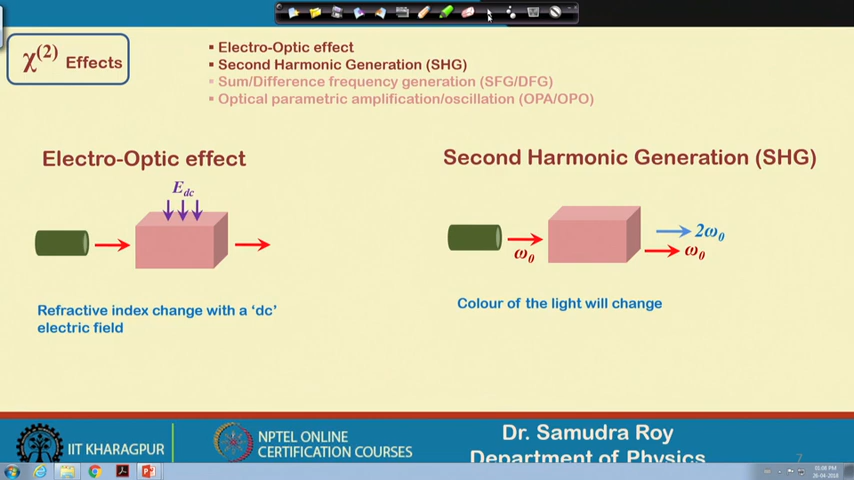 χ(2) Effects
▪ Electro-Optic effect
▪ Second Harmonic Generation (SHG)
▪ Sum/Difference frequency generation (SFG/DFG)
▪ Optical parametric amplification/oscillation (OPA/OPO)
Electro-Optic effect
Edc
Refractive index change with a ‘dc’
electric field
Second Harmonic Generation (SHG)
ω0
2ω0
ω0
Colour of the light will change
IIT KHARAGPUR
NPTEL ONLINE
CERTIFICATION COURSES
Dr. Samudra Roy
Department of Physics
7